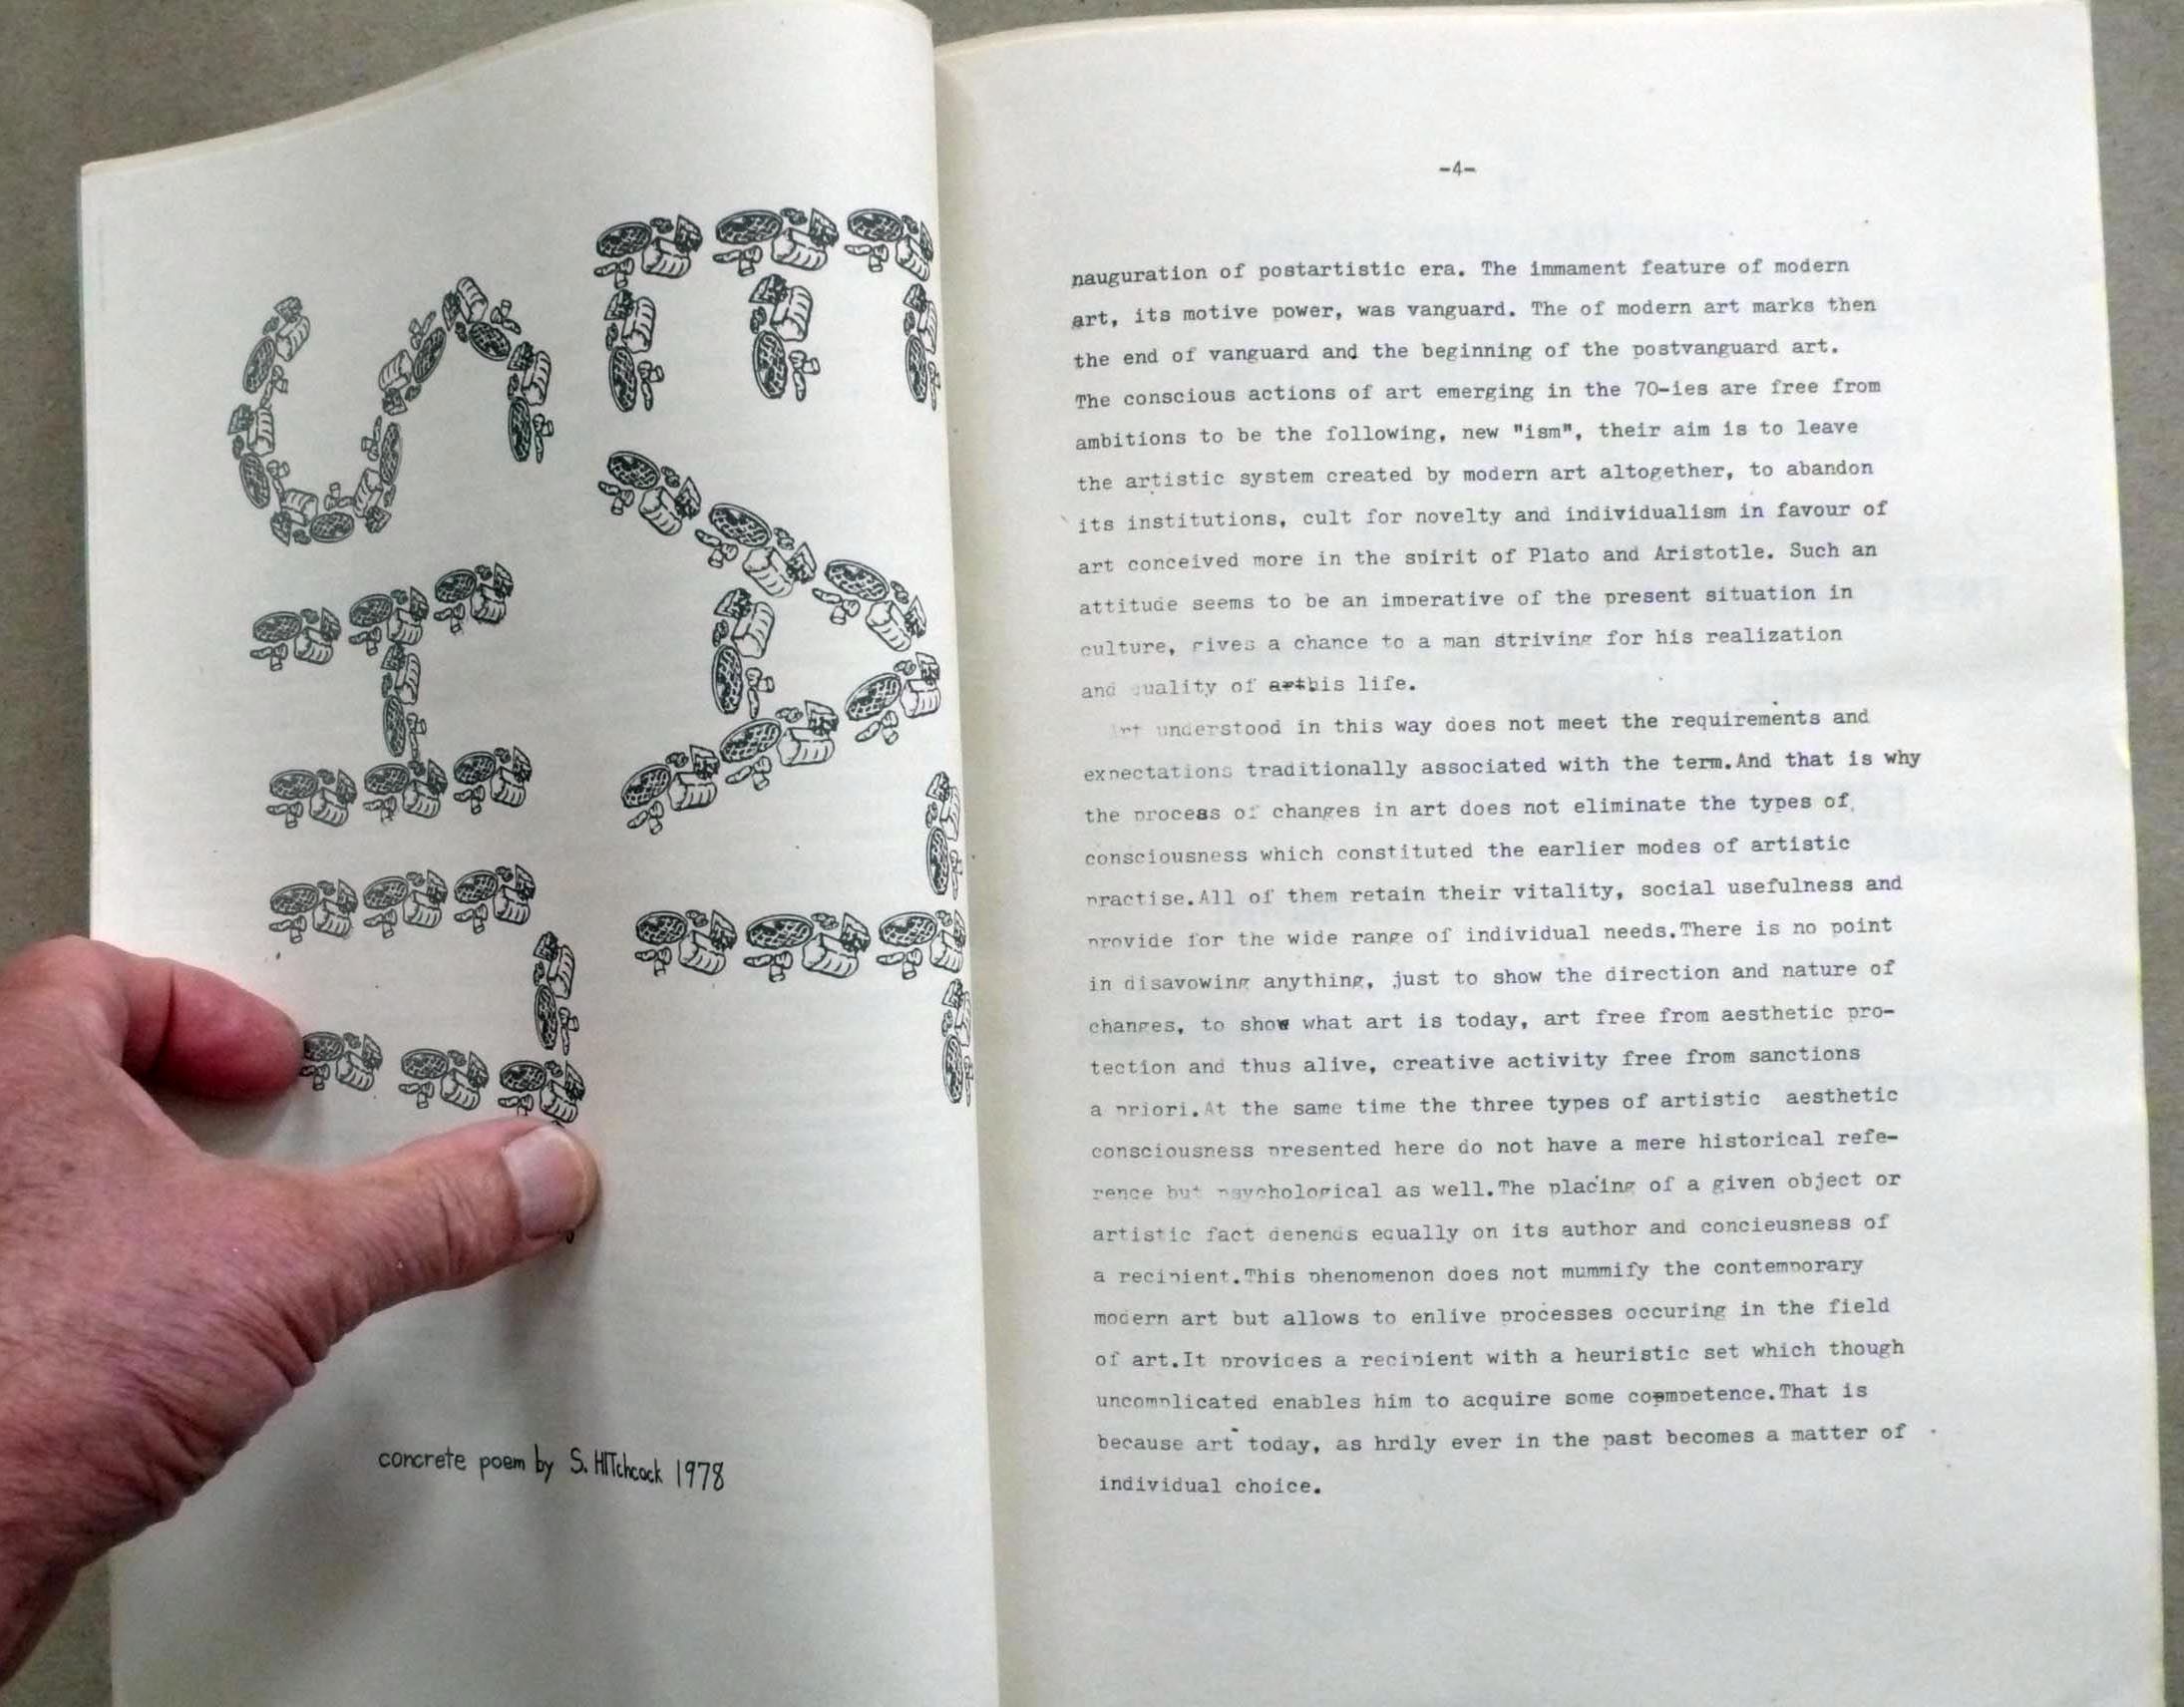 concrete poem by S. HITchcock 1978
-4-
nauguration of postartistic era. The immament feature of modern
art, its motive power, was vanguard. The of modern art marks then
the end of vanguard and the beginning of the postvanguard art.
The conscious actions of art emerging in the 70-ies are free from
ambitions to be the following, new "ism", their aim is to leave
the artistic system created by modern art altogether, to abandon
its institutions, cult for novelty and individualism in favour of
art conceived more in the spirit of Plato and Aristotle. Such an
attitude seems to be an imperative of the present situation in
culture, gives a chance to a man striving for his realization
and quality of art his life.
Art understood in this way does not meet the requirements and
expectations traditionally associated with the term.And that is why
the process of changes in art does not eliminate the types of
consciousness which constituted the earlier modes of artistic
practise.All of them retain their vitality, social usefulness and
provide for the wide range of individual needs.There is no point
in disavowing anything, just to show the direction and nature of
changes, to show what art is today, art free from aesthetic pro-
tection and thus alive, creative activity free from sanctions
a priori.At the same time the three types of artistic aesthetic
consciousness presented here do not have a mere historical refe-
rence but psychological as well.The placing of a given object or
artistic fact depends equally on its author and concieusness of
a recipient.This phenomenon does not mummify the contemporary
modern art but allows to enlive processes occuring in the field
of art.It provides a recipient with a heuristic set which though
uncomplicated enables him to acquire some competence.That is
because art today, as hrdly ever in the past becomes a matter of
individual choice.